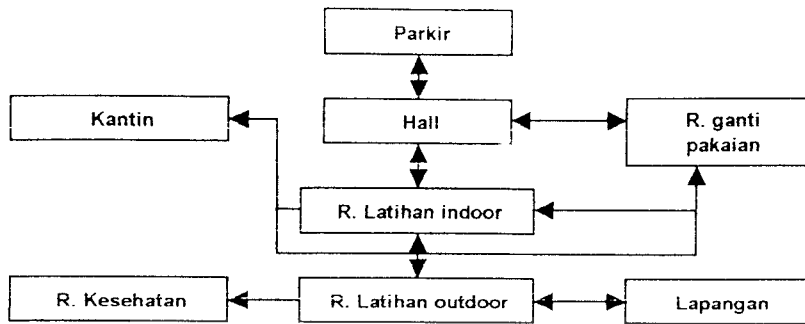 Parkir
Kantin
Hall
R. ganti
pakaian
R. Latihan indoor
R. Kesehatan
R. Latihan outdoor
Lapangan